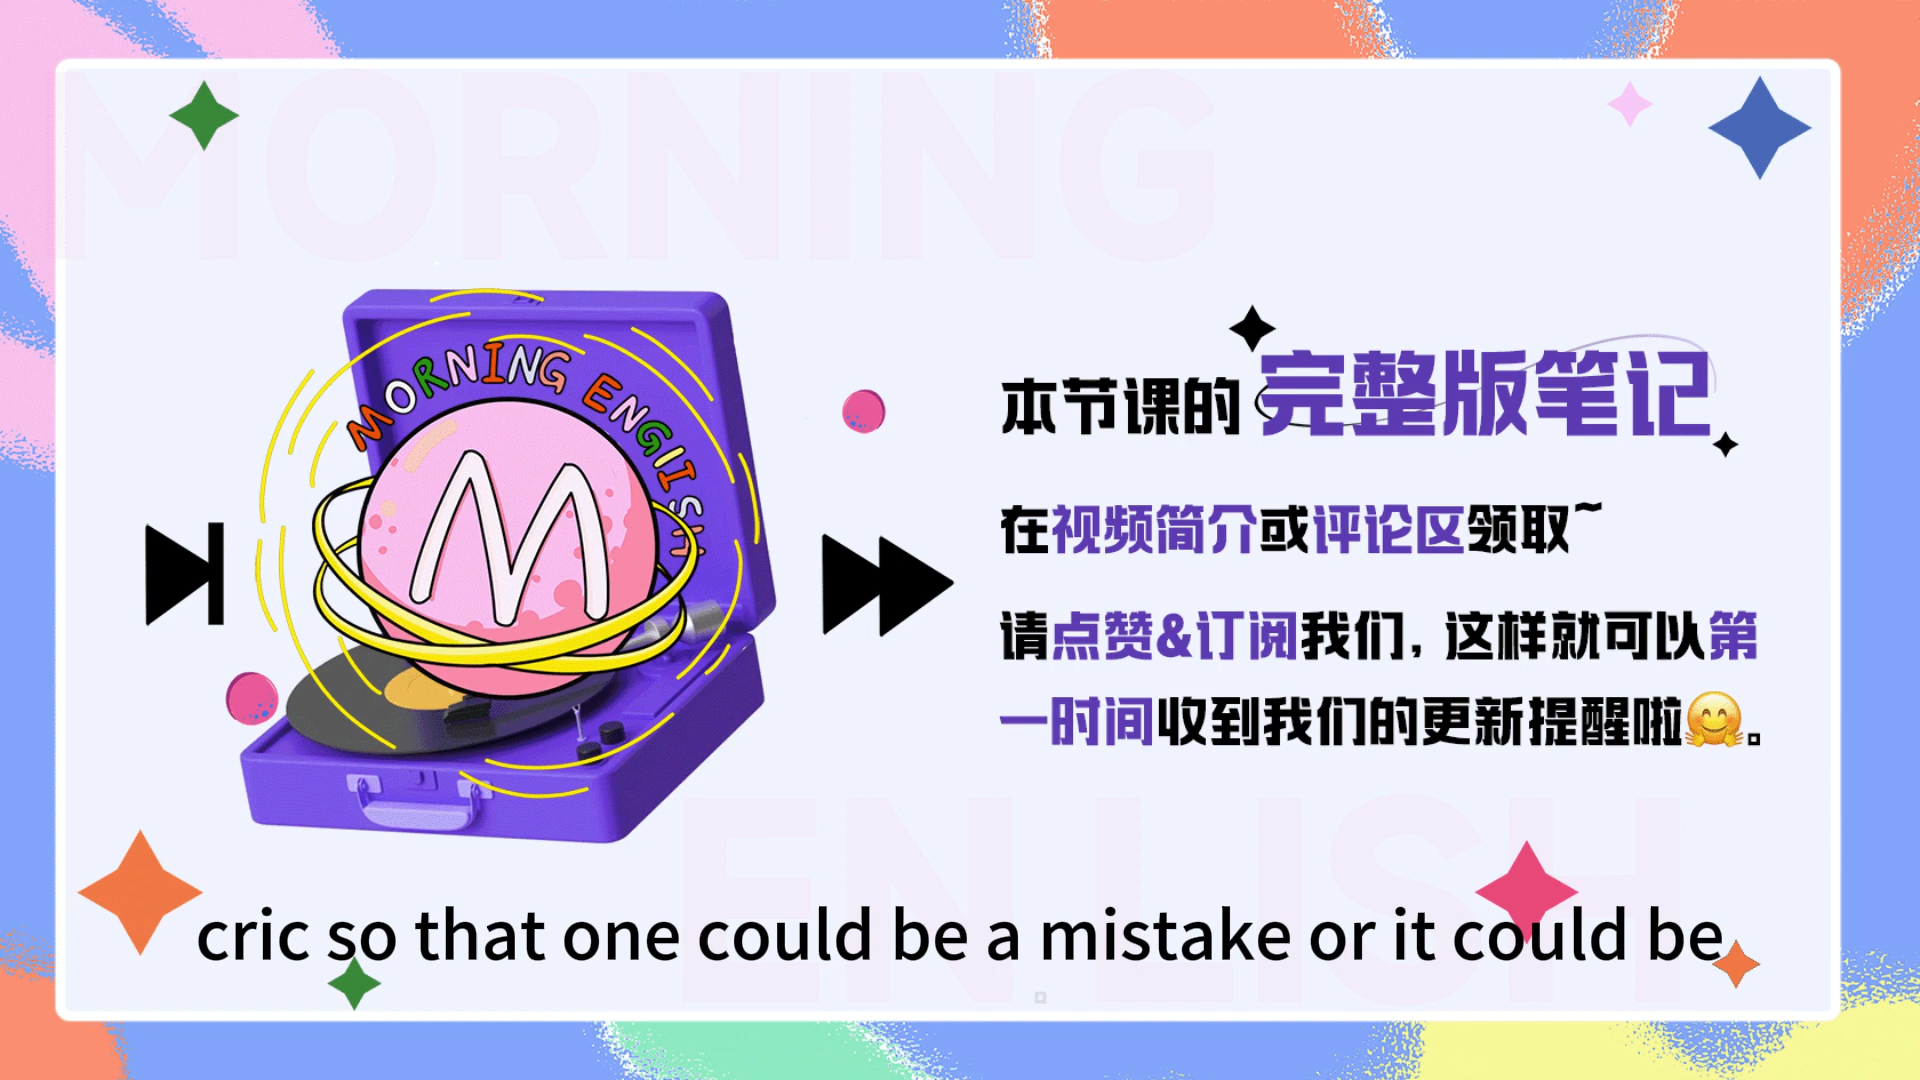 MORNING
MORNING ENGlISH
M
本节课的 完整版笔记
在视频简介或评论区领取~
请点赞&订阅我们，这样就可以第
一时间收到我们的更新提醒啦🤗。
EN LISH
cric so that one could be a mistake or it could be